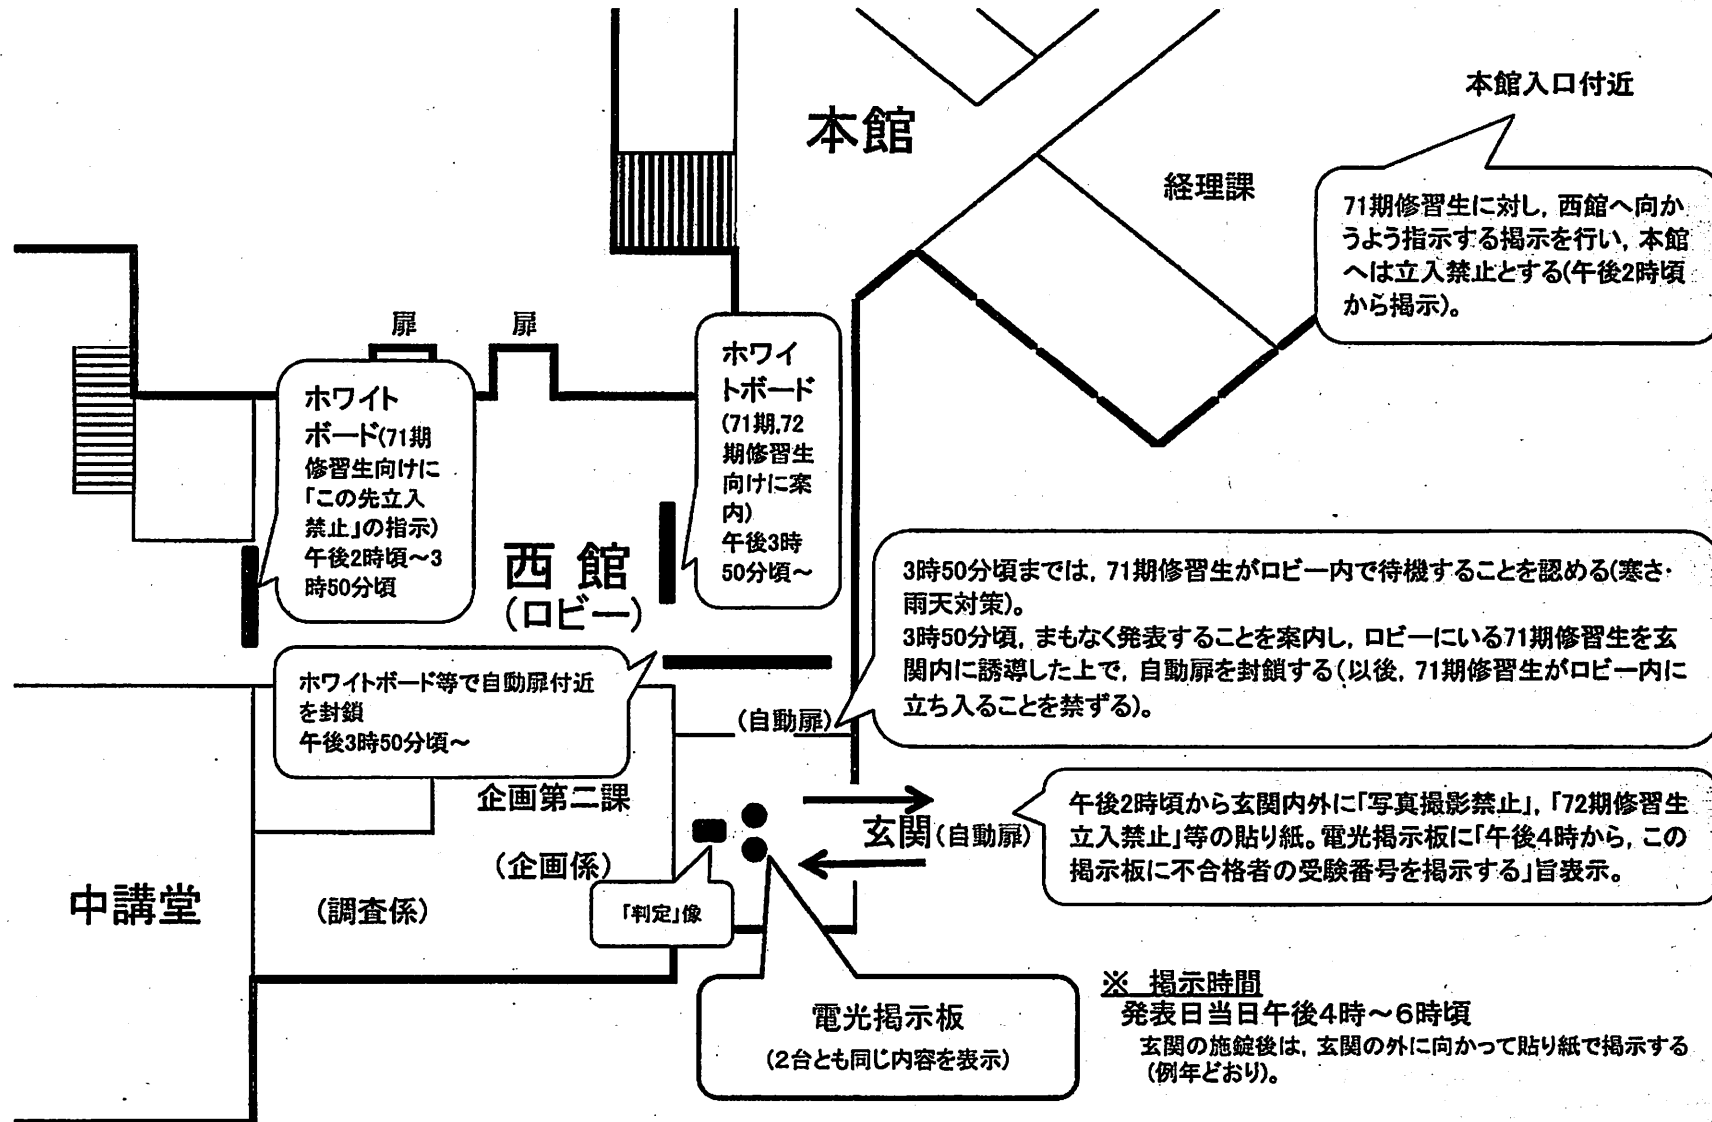 本館
本館入口付近
経理課
71期修習生に対し，西館へ向か
うよう指示する掲示を行い，本館
へは立入禁止とする(午後2時頃
から掲示)。
扉
扉
ホワイト
ボード(71期
修習生向けに
「この先立入
禁止」の指示)
午後2時頃～3
時50分頃
ホワイ
トボード
(71期,72
期修習生
向けに案
内)
午後3時
50分頃～
西 館
(ロビー)
3時50分頃までは，71期修習生がロビー内で待機することを認める(寒さ・
雨天対策)。
3時50分頃，まもなく発表することを案内し，ロビーにいる71期修習生を玄
関内に誘導した上で，自動扉を封鎖する(以後，71期修習生がロビー内に
立ち入ることを禁ずる)。
ホワイトボード等で自動扉付近
を封鎖
午後3時50分頃～
(自動扉)
企画第二課
(企画係)
玄関(自動扉)
午後2時頃から玄関内外に「写真撮影禁止」，「72期修習生
立入禁止」等の貼り紙。電光掲示板に「午後4時から，この
掲示板に不合格者の受験番号を掲示する」旨表示。
中講堂
(調査係)
「判定」像
電光掲示板
(2台とも同じ内容を表示)
※ 掲示時間
発表日当日午後4時～6時頃
玄関の施錠後は，玄関の外に向かって貼り紙で掲示する
(例年どおり)。